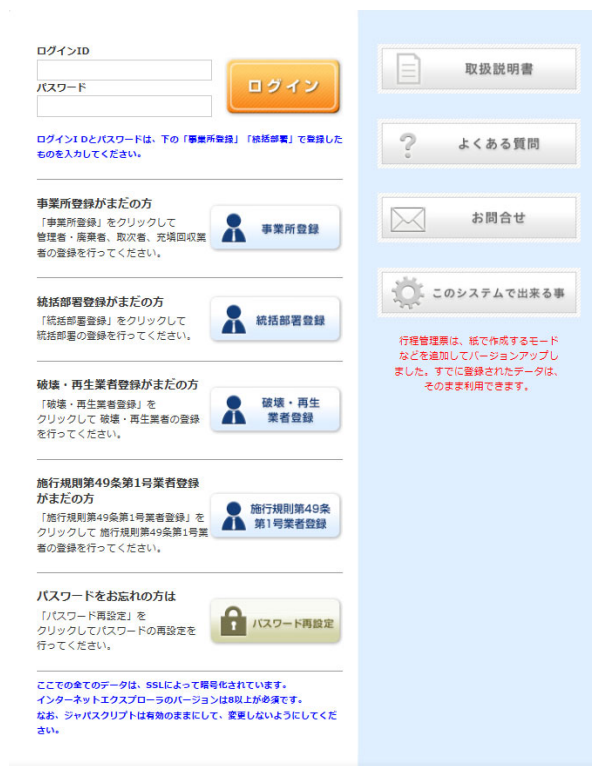 ログインID
パスワード
ログイン
ログインI Dとパスワードは、下の「事業所登録」「統括部署」で登録した
ものを入力してください。
事業所登録がまだの方
「事業所登録」をクリックして
管理者・廃棄者、取次者、充填回収業
者の登録を行ってください。
事業所登録
統括部署登録がまだの方
「統括部署登録」をクリックして
統括部署の登録を行ってください。
統括部署登録
破壊・再生業者登録がまだの方
「破壊・再生業者登録」を
クリックして 破壊・再生業者の登録
を行ってください。
破壊・再生
業者登録
施行規則第49条第1号業者登録
がまだの方
「施行規則第49条第1号業者登録」を
クリックして 施行規則第49条第1号業
者の登録を行ってください。
施行規則第49条
第1号業者登録
パスワードをお忘れの方は
「パスワード再設定」を
クリックしてパスワードの再設定を
行ってください。
パスワード再設定
ここでの全てのデータは、SSLによって暗号化されています。
インターネットエクスプローラのバージョンは8以上が必須です。
なお、ジャバスクリプトは有効のままにして、変更しないようにしてくだ
さい。
取扱説明書
よくある質問
お問合せ
このシステムで出来る事
行程管理票は、紙で作成するモード
などを追加してバージョンアップし
ました。すでに登録されたデータは、
そのまま利用できます。